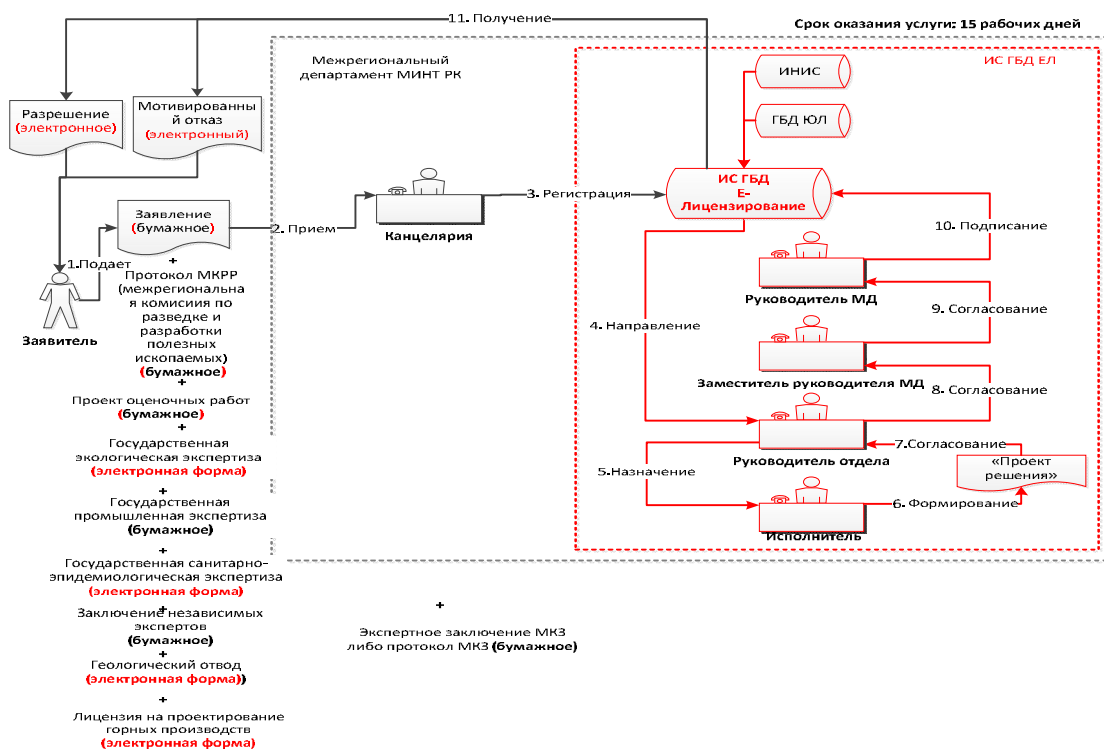 11. Получение
Срок оказания услуги: 15 рабочих дней
Межрегиональный
департамент МИНТ РК
ИС ГБД ЕЛ
ИНИС
ГБД ЮЛ
Разрешение
(электронное)
Мотивированны
й отказ
(электронный)
ИС ГБД
Е-
Лицензирование
3. Регистрация
Заявление
(бумажное)
2. Прием
Канцелярия
10. Подписание
1.Подает
Руководитель МД
+
Протокол МКРР
(межрегиональна
я комисиия по
разведке и
разработки
полезных
ископаемых)
(бумажное)
Заявитель
4. Направление
9. Согласование
Заместитель руководителя МД
8. Согласование
+
Проект оценочных работ
(бумажное)
+
Государственная
экологическая экспертиза
(электронная форма)
7.Согласование
Руководитель отдела
«Проект
решения»
5.Назначение
6. Формирование
Исполнитель
+
Государственная
промышленная экспертиза
(бумажное)
+
Государственная санитарно-
эпидемиологическая экспертиза
(электронная форма)
+
Заключение независимых
экспертов
(бумажное)
+
Геологический отвод
(электронная форма))
+
Лицензия на проектирование
горных производств
(электронная форма)
+
Экспертное заключение МКЗ
либо протокол МКЗ (бумажное)